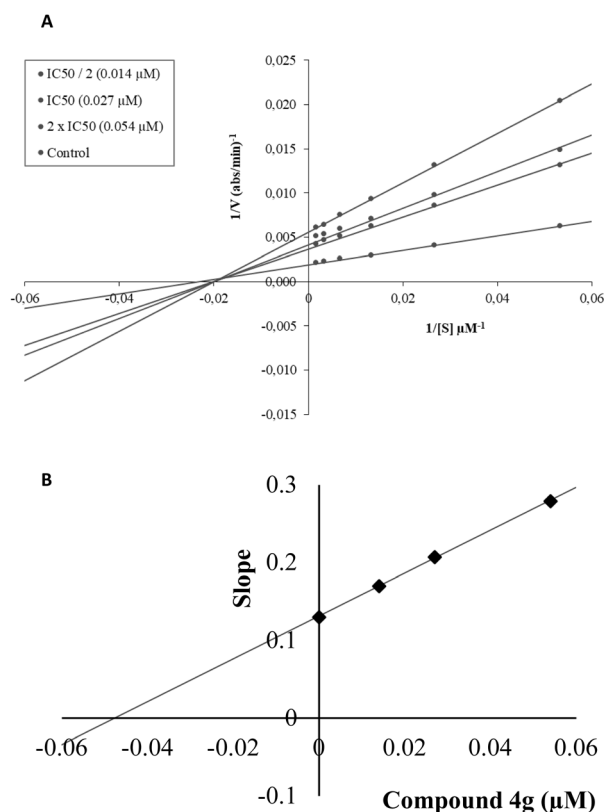 A
IC50 / 2 (0.014 µM)
IC50 (0.027 µM)
2 x IC50 (0.054 µM)
Control
1/V (abs/min)-1
0,025
0,020
0,015
0,010
0,005
0,000
-0,005
-0,010
-0,015
-0,06
-0,04
-0,02
0
0,02
0,04
0,06
1/[S] µM-1
B
Slope
0.3
0.2
0.1
0
-0.1
-0.06
-0.04
-0.02
0
0.02
0.04
0.06
Compound 4g (µM)